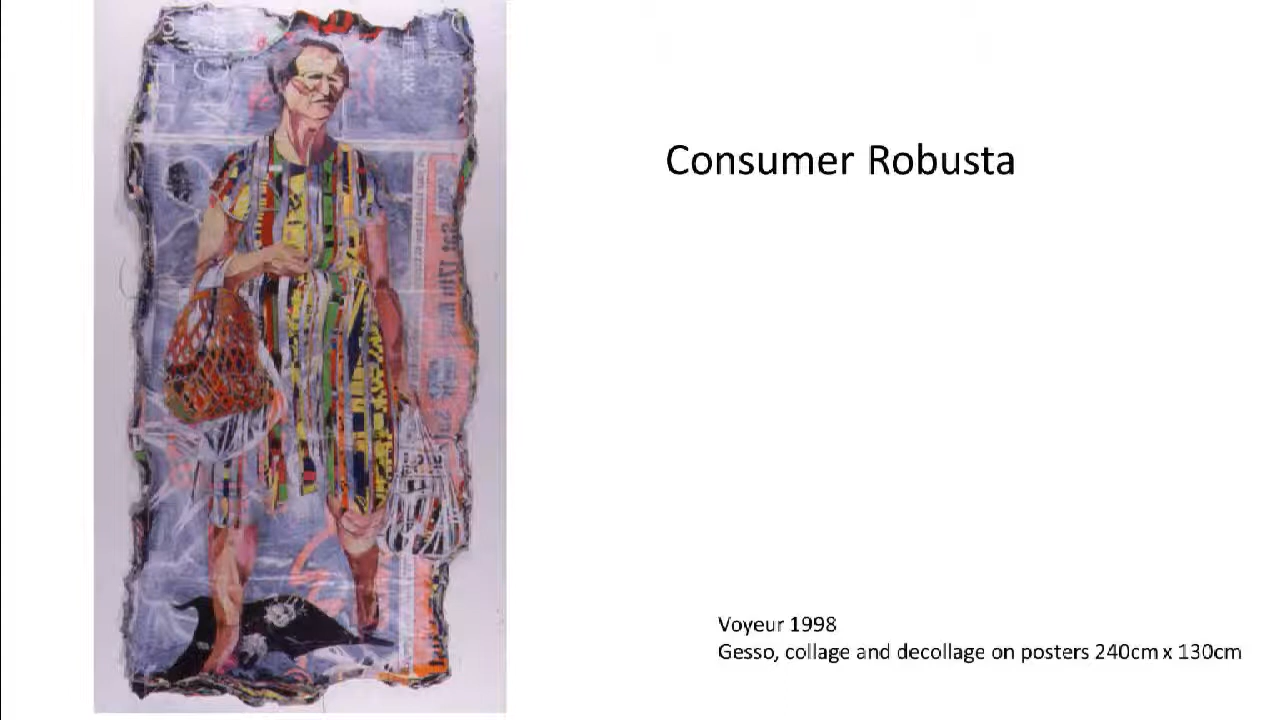 Consumer Robusta
Voyeur 1998
Gesso, collage and decollage on posters 240cm x 130cm